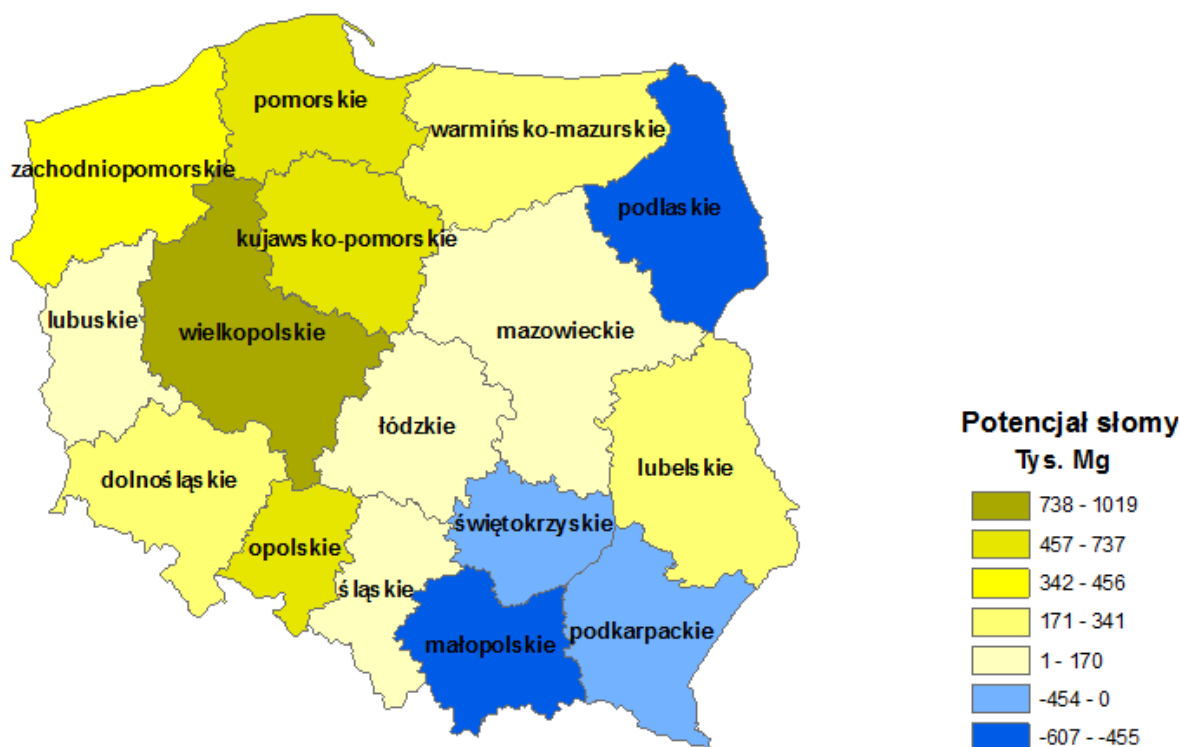 pomorskie
warmińsko-mazurskie
zachodniopomorskie
podlaskie
kujawsko-pomorskie
lubuskie
wielkopolskie
mazowieckie
łódzkie
lubelskie
dolnośląskie
świętokrzyskie
opolskie
śląskie
podkarpackie
małopolskie
Potencjał słomy
Tys. Mg
738 - 1019
457 - 737
342 - 456
171 - 341
1 - 170
-454 - 0
-607 - -455